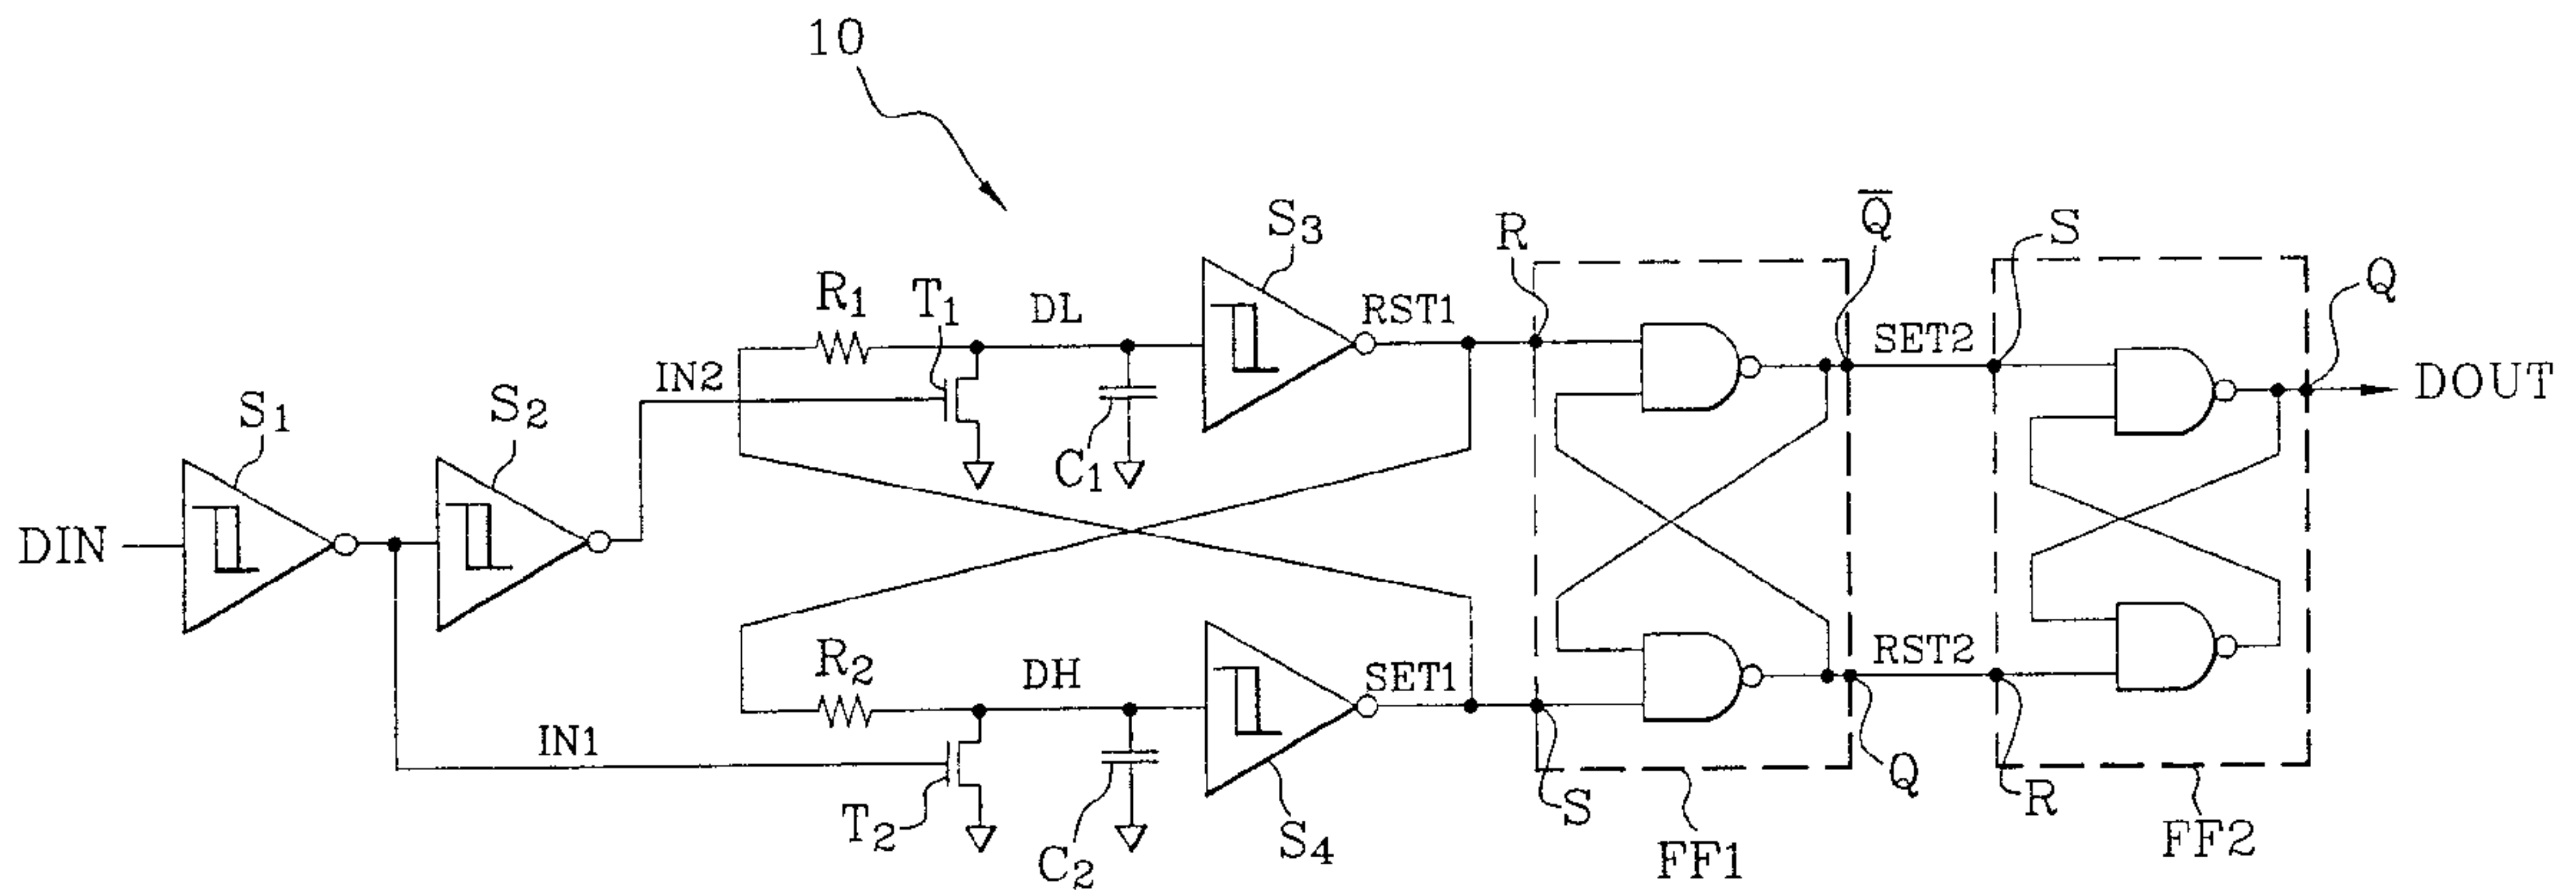 10
S3
R
Q̅
S
Q
R1
T1
DL
RST1
SET2
IN2
DOUT
S1
S2
C1
DIN
R2
DH
SET1
RST2
IN1
T2
C2
S4
S
FF1
Q
R
FF2